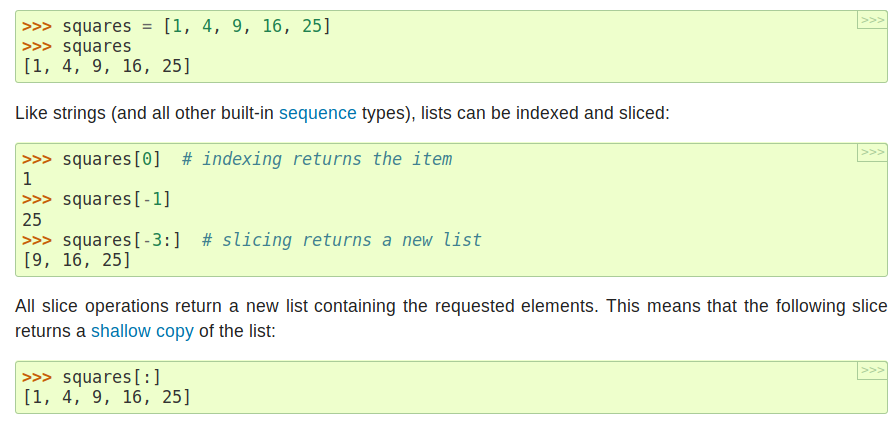 >>> squares = [1, 4, 9, 16, 25]
>>>
>>> squares
[1, 4, 9, 16, 25]
Like strings (and all other built-in sequence types), lists can be indexed and sliced:
>>> squares[0]  # indexing returns the item
>>>
1
>>> squares[-1]
25
>>> squares[-3:]  # slicing returns a new list
[9, 16, 25]
All slice operations return a new list containing the requested elements. This means that the following slice
returns a shallow copy of the list:
>>> squares[:]
>>>
[1, 4, 9, 16, 25]